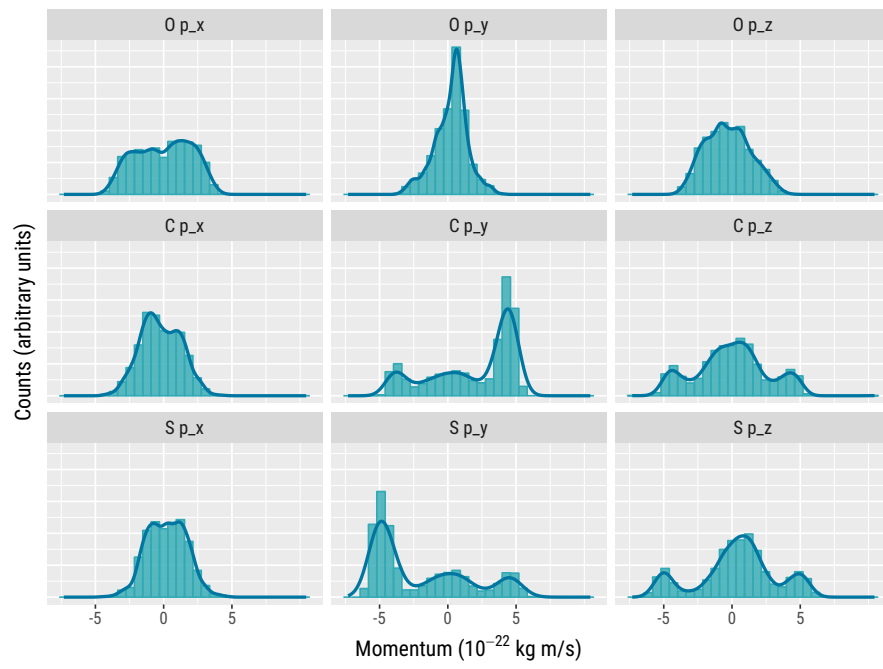 O p_x O p_y O p_z
C p_x C p_y C p_z
Counts (arbitrary units)
S p_x S p_y S p_z
-5 0 5 -5 0 5 -5 0 5
Momentum (10⁻²² kg m/s)